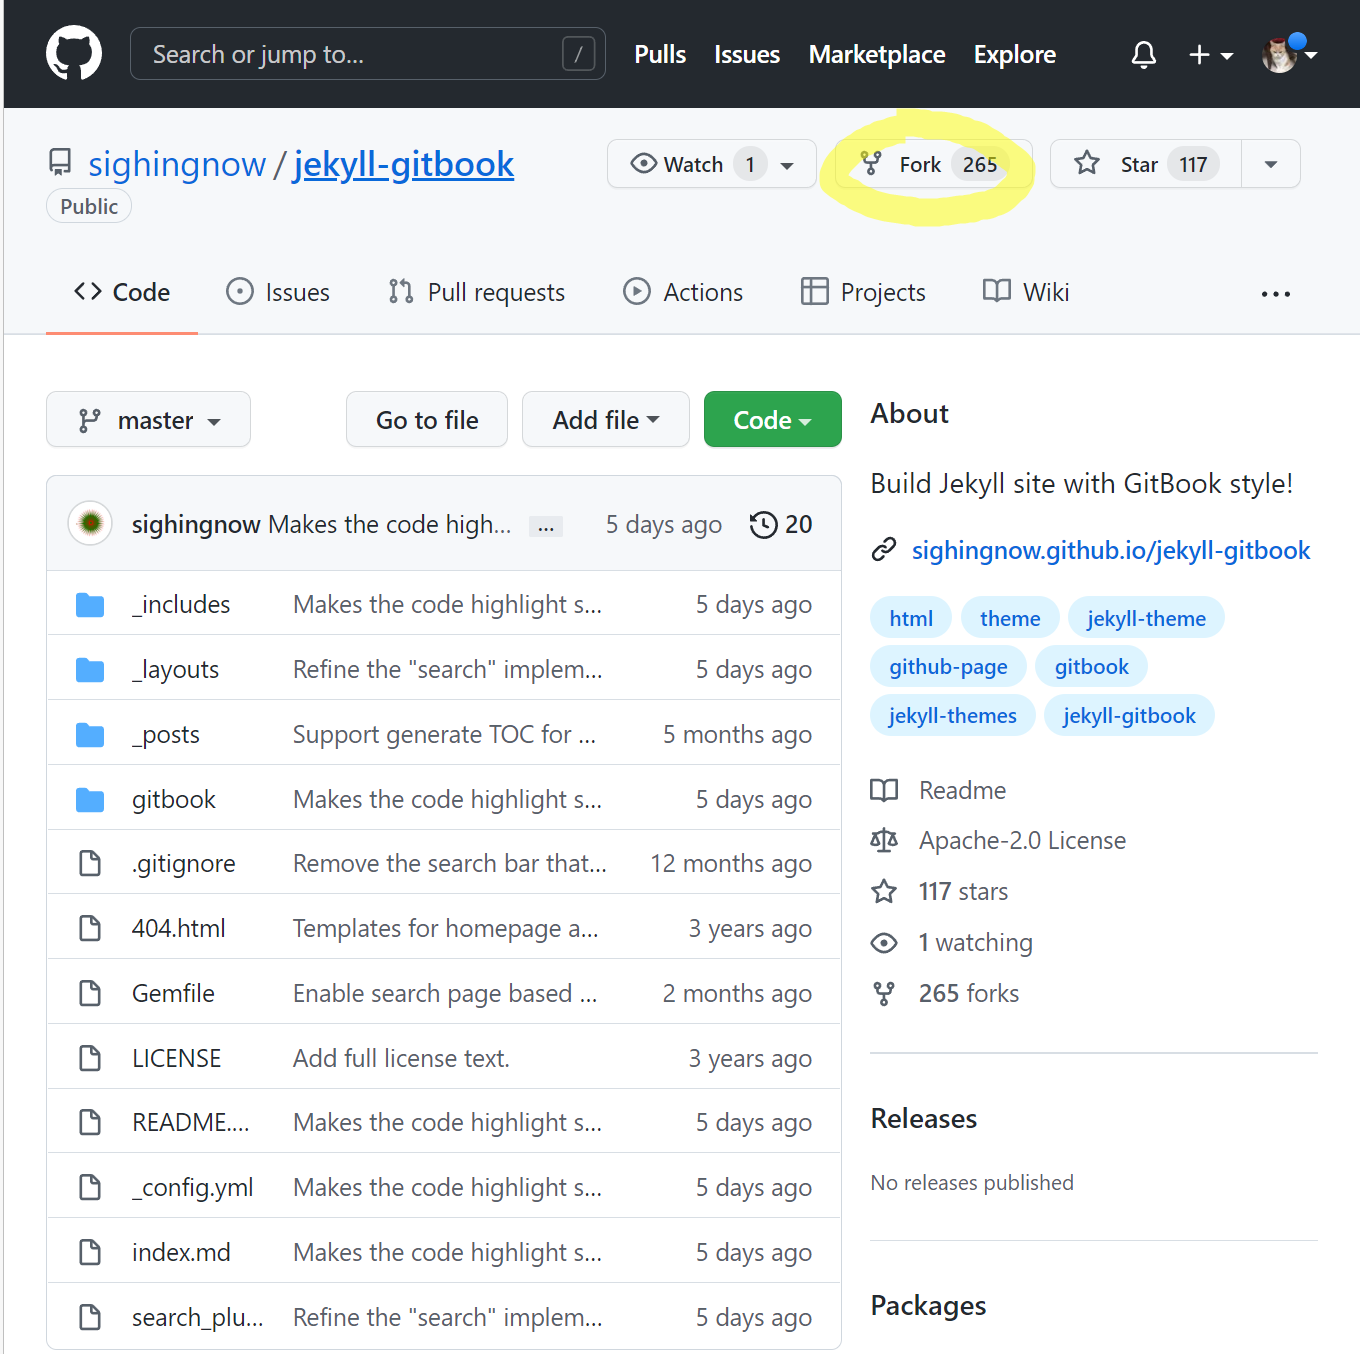 Search or jump to... /
Pulls Issues Marketplace Explore
sighingnow / jekyll-gitbook
Public
Watch 1
Fork 265
Star 117
Code Issues Pull requests Actions Projects Wiki ...
master
Go to file
Add file
Code
sighingnow Makes the code high... ... 5 days ago 20
_includes Makes the code highlight s... 5 days ago
_layouts Refine the "search" implem... 5 days ago
_posts Support generate TOC for ... 5 months ago
gitbook Makes the code highlight s... 5 days ago
.gitignore Remove the search bar that... 12 months ago
404.html Templates for homepage a... 3 years ago
Gemfile Enable search page based ... 2 months ago
LICENSE Add full license text. 3 years ago
README.... Makes the code highlight s... 5 days ago
_config.yml Makes the code highlight s... 5 days ago
index.md Makes the code highlight s... 5 days ago
search_plu... Refine the "search" implem... 5 days ago
About
Build Jekyll site with GitBook style!
sighingnow.github.io/jekyll-gitbook
html theme jekyll-theme
github-page gitbook
jekyll-themes jekyll-gitbook
Readme
Apache-2.0 License
117 stars
1 watching
265 forks
Releases
No releases published
Packages